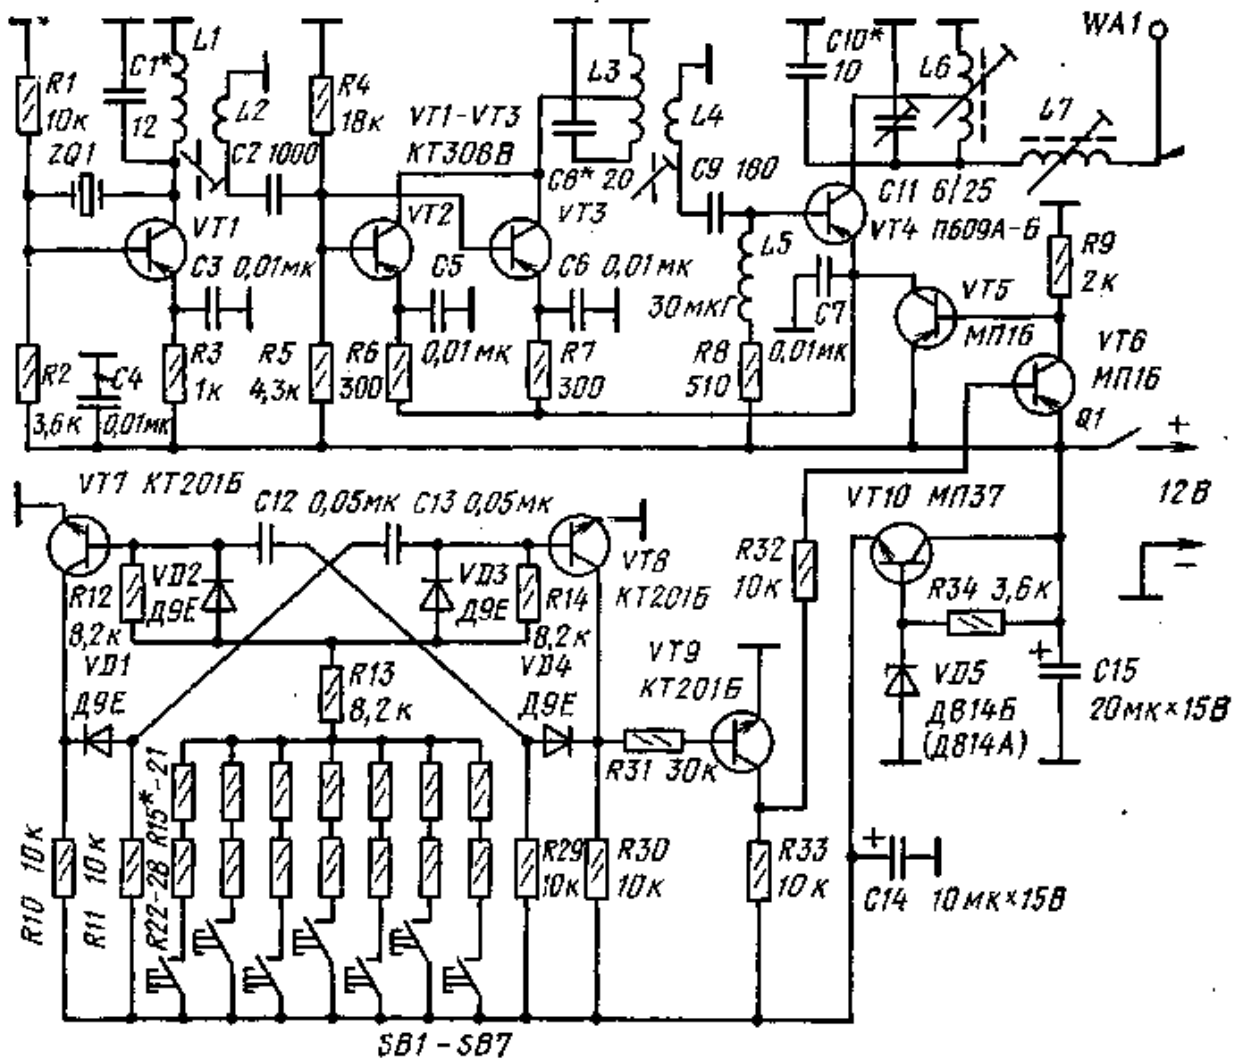 R1
10к
ZQ1
C1*
12
L1
L2
C2 1000
R4
18к
VT1-VT3
КТ306В
L3
C8* 20
L4
C9 160
C10*
10
L6
L7
WA1
C11 6/25
VT4 П609А-Б
VT1
VT2
VT3
L5
30мкГ
C3 0,01мк
C5
0,01мк
C6 0,01мк
C7
0,01мк
VT5
МП16
R9
2к
VT6
МП16
Q1
R2
3,6к
C4
0,01мк
R3
1к
R5
4,3к
R6
300
R7
300
R8
510
+
12В
−
VT7 КТ201Б
C12 0,05мк
C13 0,05мк
VT8
КТ201Б
VT10 МП37
R12
8,2к
VD2
Д9Е
VD3
Д9Е
R14
8,2к
R32
10к
R34 3,6к
VD1
Д9Е
R13
8,2к
VD4
Д9Е
VT9
КТ201Б
VD5
Д814Б
(Д814А)
+
C15
20мк×15В
R31 30к
R10 10к
R11 10к
R22-28 R15*-21
R29
10к
R30
10к
R33
10к
+
C14 10мк×15В
SB1-SB7